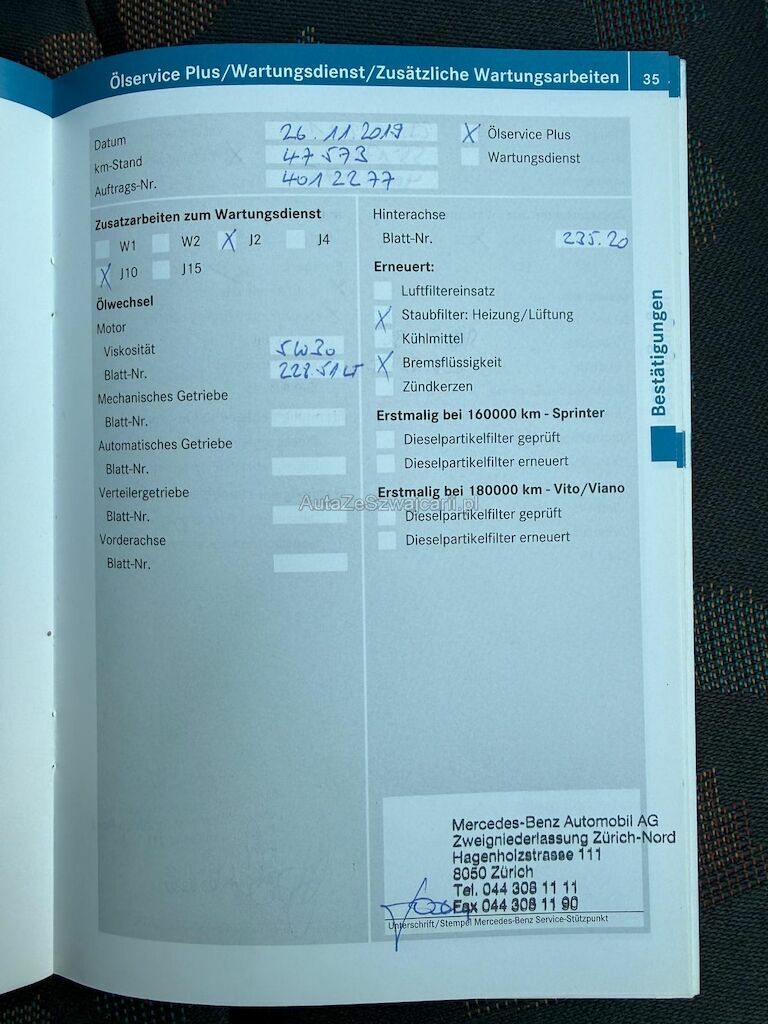 Ölservice Plus/Wartungsdienst/Zusätzliche Wartungsarbeiten 35
Datum 26.11.2019
km-Stand 47573
Auftrags-Nr. 4012277
X Ölservice Plus
Wartungsdienst
Zusatzarbeiten zum Wartungsdienst
W1 W2 X J2 J4
X J10 J15
Ölwechsel
Motor
Viskosität 5W30
Blatt-Nr. 228.51 LT
Mechanisches Getriebe
Blatt-Nr.
Automatisches Getriebe
Blatt-Nr.
Verteilergetriebe
Blatt-Nr.
Vorderachse
Blatt-Nr.
Hinterachse
Blatt-Nr. 235.20
Erneuert:
Luftfiltereinsatz
X Staubfilter: Heizung/Lüftung
Kühlmittel
X Bremsflüssigkeit
Zündkerzen
Erstmalig bei 160000 km - Sprinter
Dieselpartikelfilter geprüft
Dieselpartikelfilter erneuert
Erstmalig bei 180000 km - Vito/Viano
Dieselpartikelfilter geprüft
Dieselpartikelfilter erneuert
Bestätigungen
AutaZeSzwajcarii.pl
Mercedes-Benz Automobil AG
Zweigniederlassung Zürich-Nord
Hagenholzstrasse 111
8050 Zürich
Tel. 044 306 11 11
Fax 044 306 11 90
Unterschrift/Stempel Mercedes-Benz Service-Stützpunkt